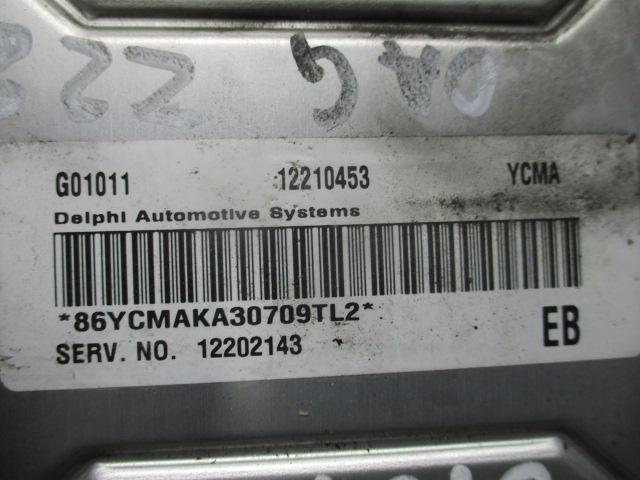 G01011 12210453 YCMA
Delphi Automotive Systems
*86YCMAKA30709TL2*
SERV. NO. 12202143 EB